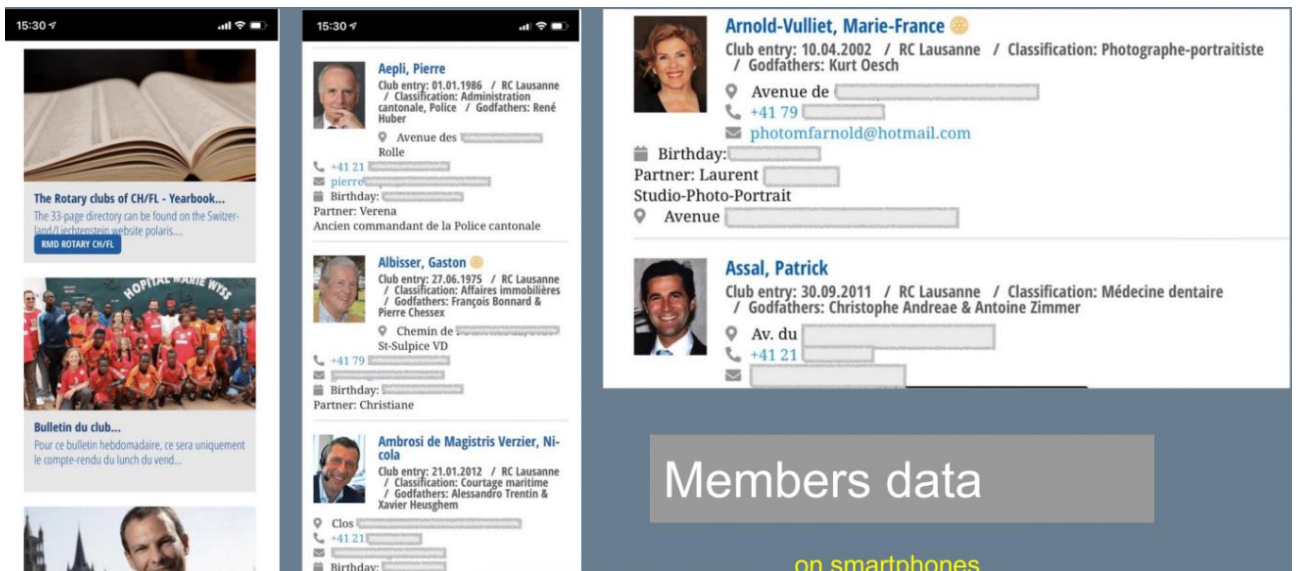 15:30
The Rotary clubs of CH/FL - Yearbook...
The 33-page directory can be found on the Switzer-
land/Liechtenstein website polaris....
RMD ROTARY CH/FL
HOPITAL MARIE WYSS
Bulletin du club...
Pour ce bulletin hebdomadaire, ce sera uniquement
le compte-rendu du lunch du vend...
15:30
Aepli, Pierre
Club entry: 01.01.1986 / RC Lausanne
/ Classification: Administration
cantonale, Police / Godfathers: René
Huber
Avenue des
Rolle
+41 21
pierre
Birthday:
Partner: Verena
Ancien commandant de la Police cantonale
Albisser, Gaston
Club entry: 27.06.1975 / RC Lausanne
/ Classification: Affaires immobilières
/ Godfathers: François Bonnard &
Pierre Chessex
Chemin de
St-Sulpice VD
+41 79
Birthday:
Partner: Christiane
Ambrosi de Magistris Verzier, Ni-
cola
Club entry: 21.01.2012 / RC Lausanne
/ Classification: Courtage maritime
/ Godfathers: Alessandro Trentin &
Xavier Heusghem
Clos
+41 21
Birthday:
Arnold-Vulliet, Marie-France
Club entry: 10.04.2002 / RC Lausanne / Classification: Photographe-portraitiste
/ Godfathers: Kurt Oesch
Avenue de
+41 79
photomfarnold@hotmail.com
Birthday:
Partner: Laurent
Studio-Photo-Portrait
Avenue
Assal, Patrick
Club entry: 30.09.2011 / RC Lausanne / Classification: Médecine dentaire
/ Godfathers: Christophe Andreae & Antoine Zimmer
Av. du
+41 21
Members data
on smartphones